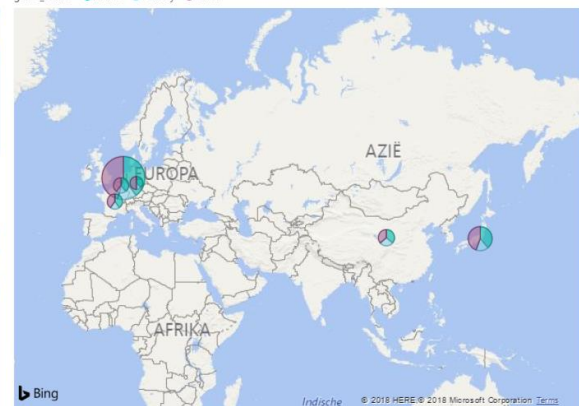 AZIË
EUROPA
AFRIKA
Bing
Indische
© 2018 HERE © 2018 Microsoft Corporation Terms